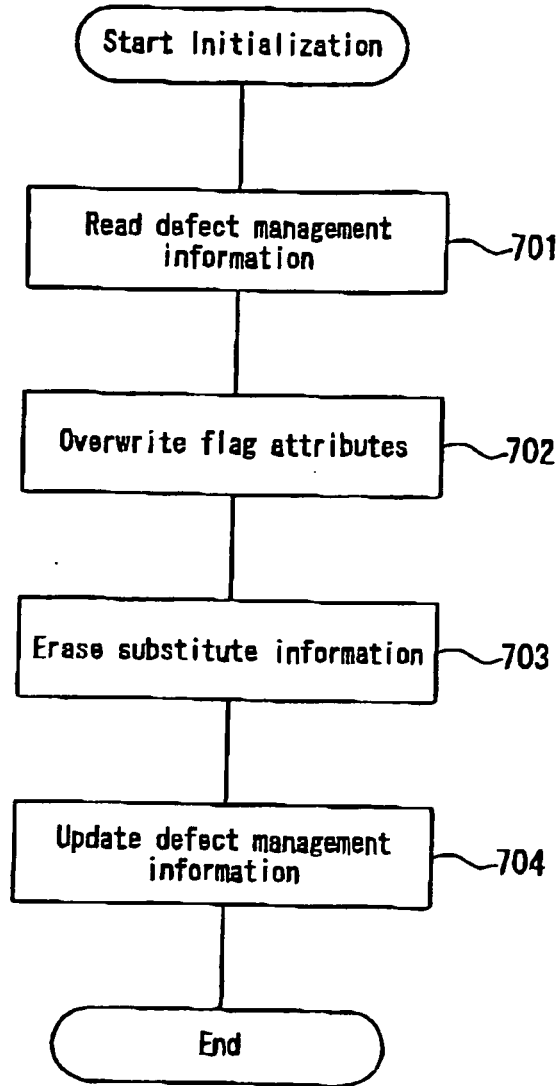 Start Initialization
Read defect management
information
701
Overwrite flag attributes
702
Erase substitute information
703
Update defect management
information
704
End